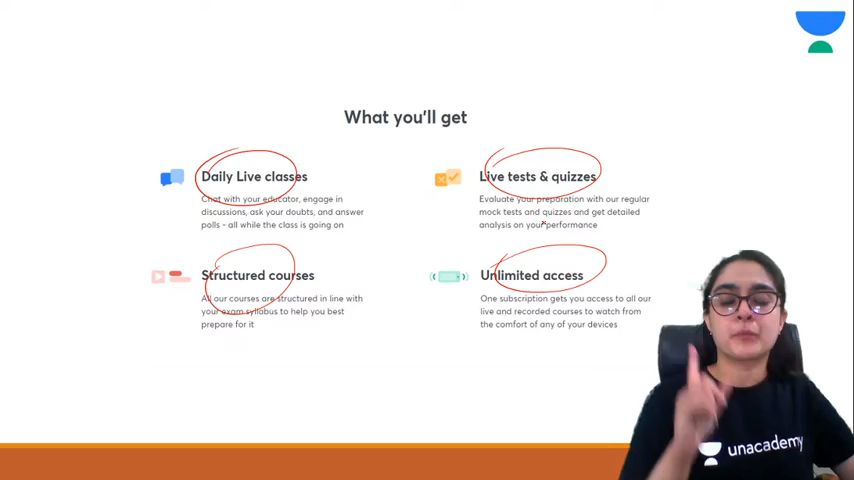 What you'll get
Daily Live classes
Chat with your educator, engage in
discussions, ask your doubts, and answer
polls - all while the class is going on
Live tests & quizzes
Evaluate your preparation with our regular
mock tests and quizzes and get detailed
analysis on your performance
Structured courses
All our courses are structured in line with
your exam syllabus to help you best
prepare for it
Unlimited access
One subscription gets you access to all our
live and recorded courses to watch from
the comfort of any of your devices
unacademy